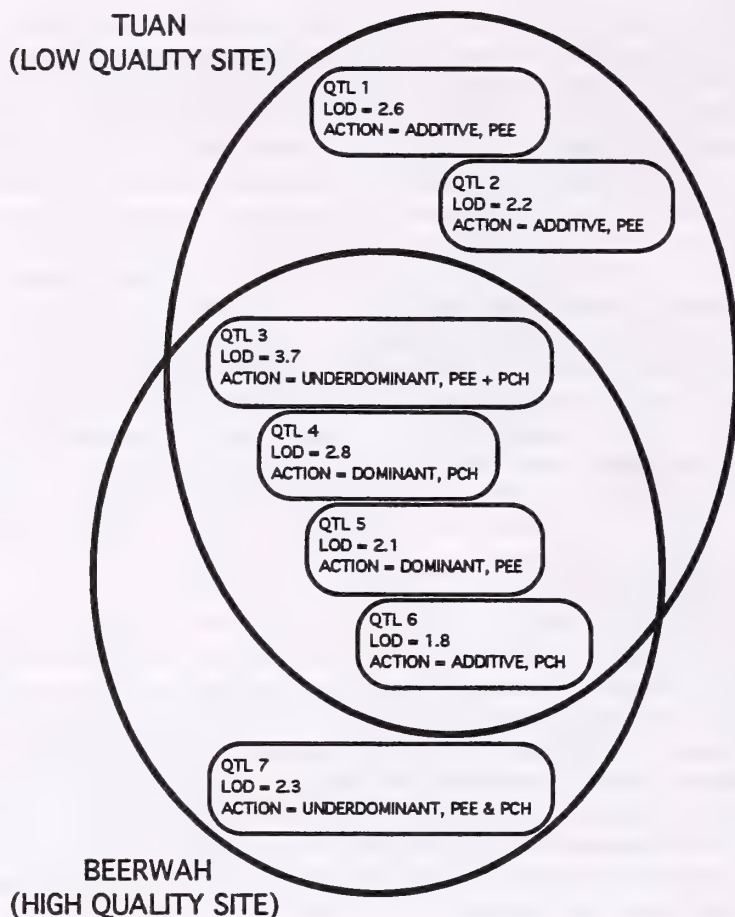 TUAN
(LOW QUALITY SITE)
QTL 1
LOD = 2.6
ACTION = ADDITIVE, PEE
QTL 2
LOD = 2.2
ACTION = ADDITIVE, PEE
QTL 3
LOD = 3.7
ACTION = UNDERDOMINANT, PEE + PCH
QTL 4
LOD = 2.8
ACTION = DOMINANT, PCH
QTL 5
LOD = 2.1
ACTION = DOMINANT, PEE
QTL 6
LOD = 1.8
ACTION = ADDITIVE, PCH
QTL 7
LOD = 2.3
ACTION = UNDERDOMINANT, PEE & PCH
BEERWAH
(HIGH QUALITY SITE)